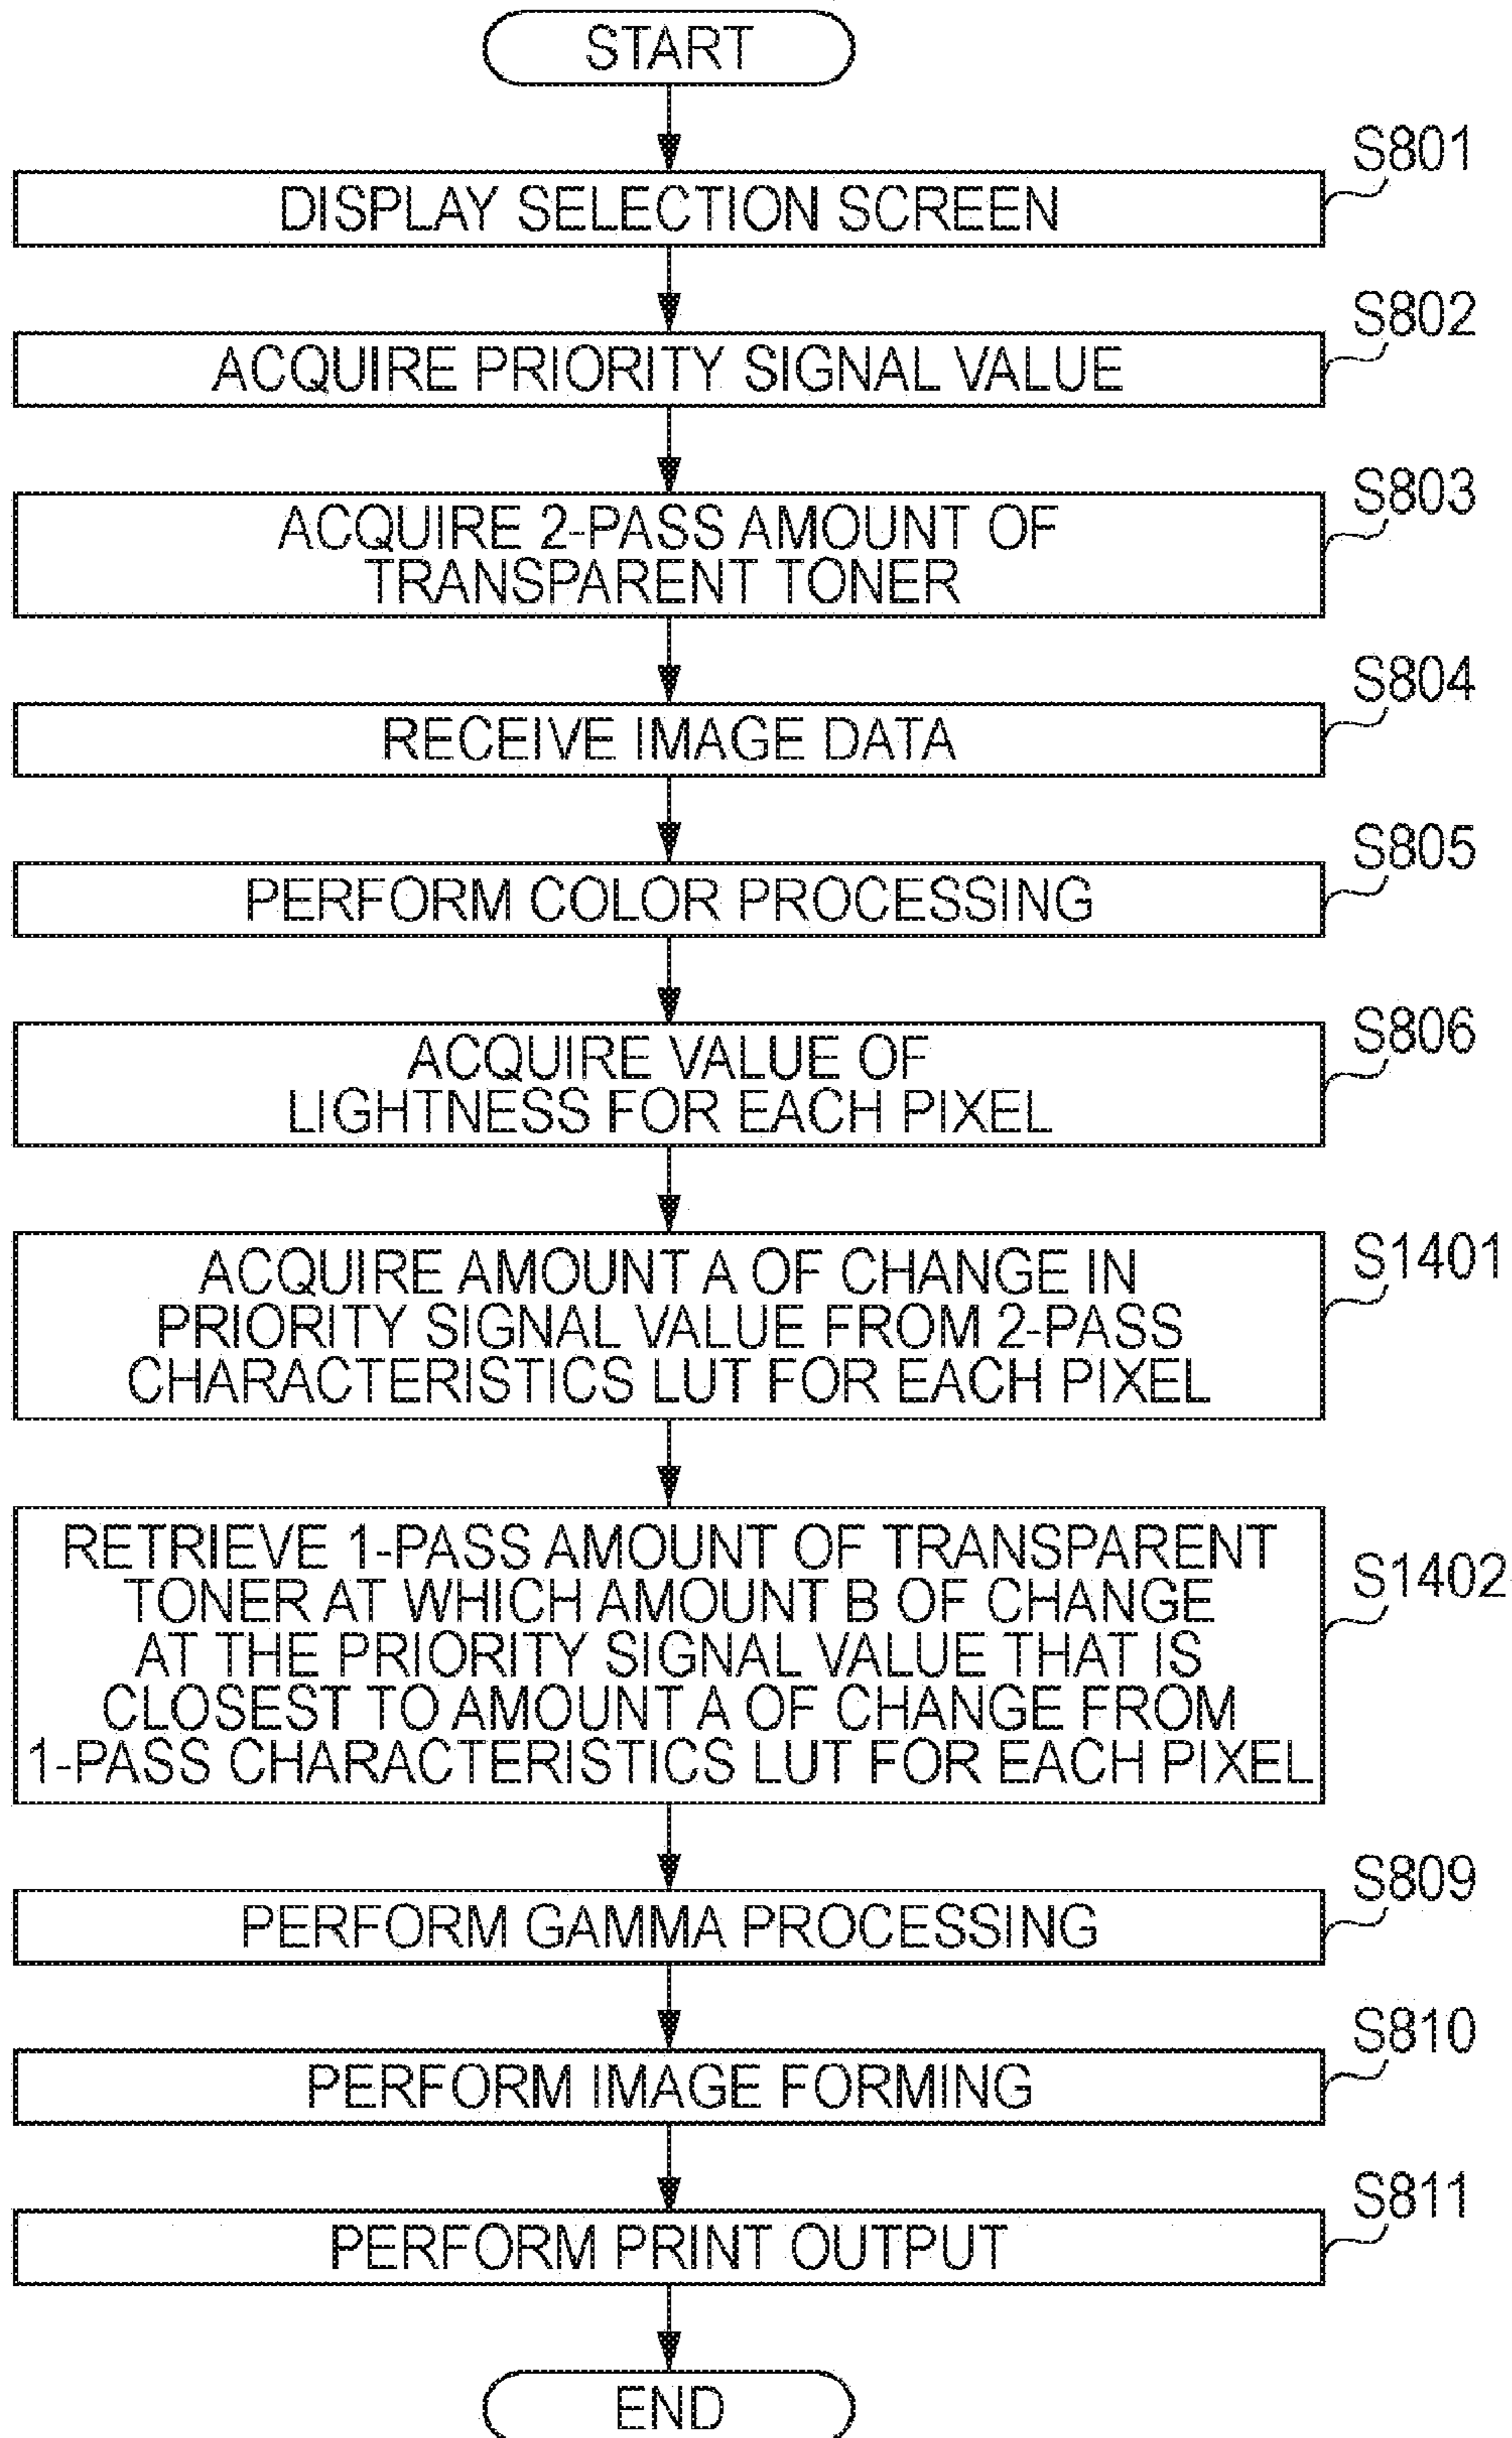 START
S801
DISPLAY SELECTION SCREEN
S802
ACQUIRE PRIORITY SIGNAL VALUE
S803
ACQUIRE 2-PASS AMOUNT OF
TRANSPARENT TONER
S804
RECEIVE IMAGE DATA
S805
PERFORM COLOR PROCESSING
S806
ACQUIRE VALUE OF
LIGHTNESS FOR EACH PIXEL
S1401
ACQUIRE AMOUNT A OF CHANGE IN
PRIORITY SIGNAL VALUE FROM 2-PASS
CHARACTERISTICS LUT FOR EACH PIXEL
S1402
RETRIEVE 1-PASS AMOUNT OF TRANSPARENT
TONER AT WHICH AMOUNT B OF CHANGE
AT THE PRIORITY SIGNAL VALUE THAT IS
CLOSEST TO AMOUNT A OF CHANGE FROM
1-PASS CHARACTERISTICS LUT FOR EACH PIXEL
S809
PERFORM GAMMA PROCESSING
S810
PERFORM IMAGE FORMING
S811
PERFORM PRINT OUTPUT
END